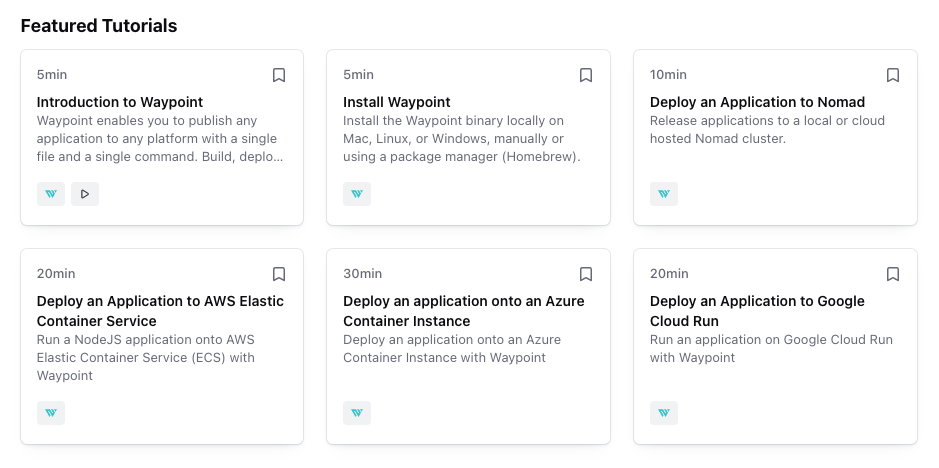 Featured Tutorials
5min
Introduction to Waypoint
Waypoint enables you to publish any
application to any platform with a single
file and a single command. Build, deplo...
5min
Install Waypoint
Install the Waypoint binary locally on
Mac, Linux, or Windows, manually or
using a package manager (Homebrew).
10min
Deploy an Application to Nomad
Release applications to a local or cloud
hosted Nomad cluster.
20min
Deploy an Application to AWS Elastic
Container Service
Run a NodeJS application onto AWS
Elastic Container Service (ECS) with
Waypoint
30min
Deploy an application onto an Azure
Container Instance
Deploy an application onto an Azure
Container Instance with Waypoint
20min
Deploy an Application to Google
Cloud Run
Run an application on Google Cloud Run
with Waypoint